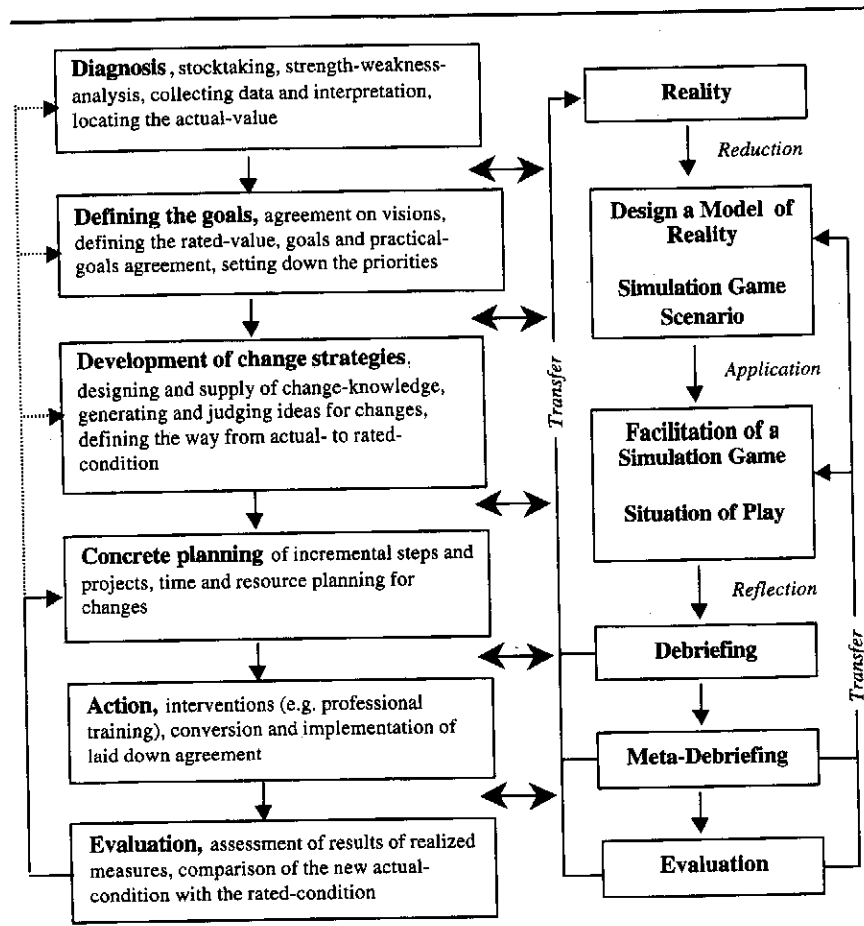 Diagnosis, stocktaking, strength-weakness-
analysis, collecting data and interpretation,
locating the actual-value
Defining the goals, agreement on visions,
defining the rated-value, goals and practical-
goals agreement, setting down the priorities
Development of change strategies,
designing and supply of change-knowledge,
generating and judging ideas for changes,
defining the way from actual- to rated-
condition
Concrete planning of incremental steps and
projects, time and resource planning for
changes
Action, interventions (e.g. professional
training), conversion and implementation of
laid down agreement
Evaluation, assessment of results of realized
measures, comparison of the new actual-
condition with the rated-condition
Transfer
Reality
Reduction
Design a Model of
Reality
Simulation Game
Scenario
Application
Facilitation of a
Simulation Game
Situation of Play
Reflection
Debriefing
Meta-Debriefing
Evaluation
Transfer